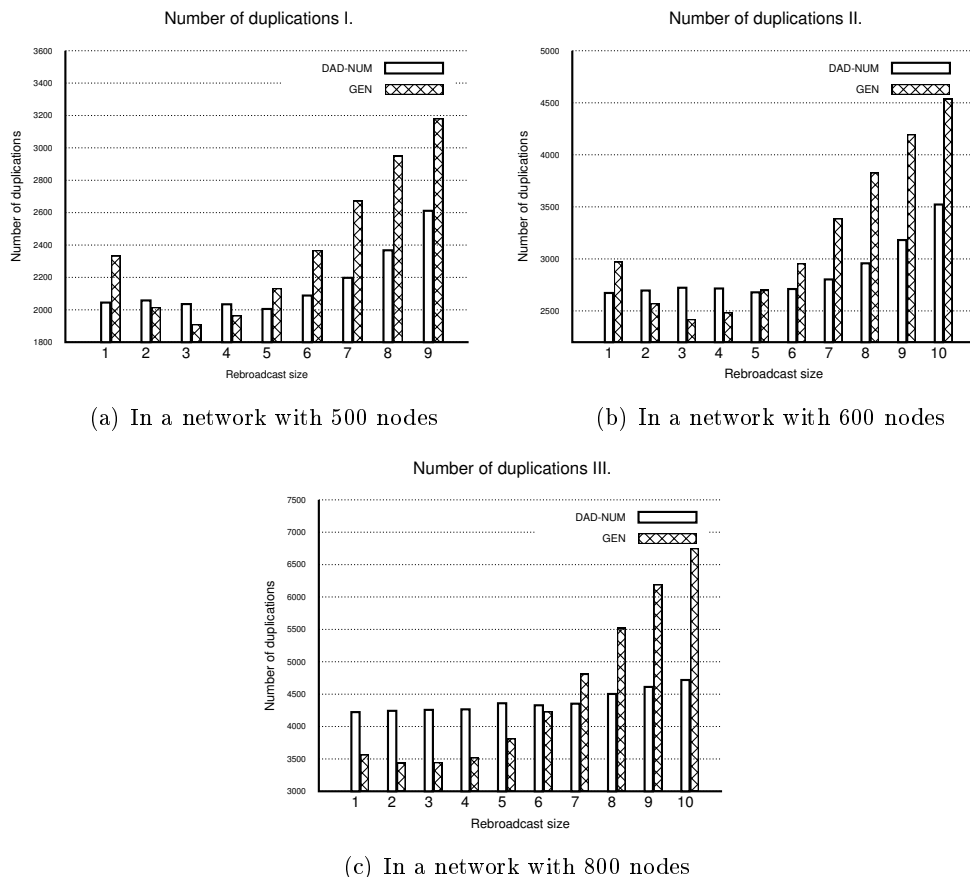 Number of duplications I.
3600
3400
3200
3000
2800
2600
2400
2200
2000
1800
Number of duplications
DAD-NUM
GEN
1 2 3 4 5 6 7 8 9
Rebroadcast size
(a) In a network with 500 nodes
Number of duplications II.
5000
4500
4000
3500
3000
2500
Number of duplications
DAD-NUM
GEN
1 2 3 4 5 6 7 8 9 10
Rebroadcast size
(b) In a network with 600 nodes
Number of duplications III.
7500
7000
6500
6000
5500
5000
4500
4000
3500
3000
Number of duplications
DAD-NUM
GEN
1 2 3 4 5 6 7 8 9 10
Rebroadcast size
(c) In a network with 800 nodes